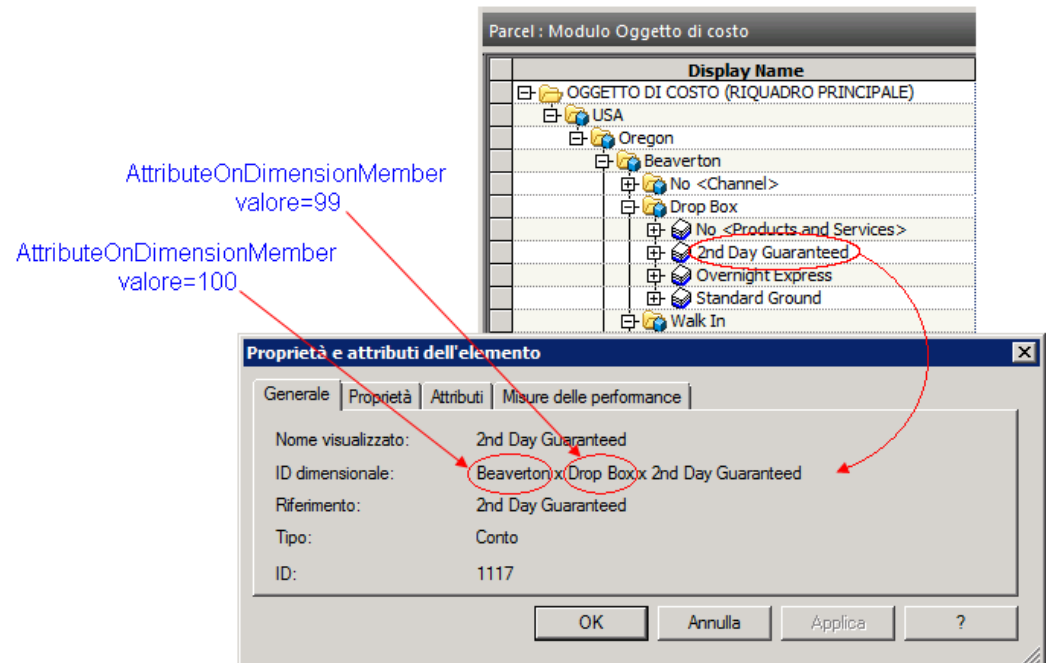 Parcel : Modulo Oggetto di costo
Display Name
OGGETTO DI COSTO (RIQUADRO PRINCIPALE)
USA
Oregon
Beaverton
No <Channel>
Drop Box
No <Products and Services>
2nd Day Guaranteed
Overnight Express
Standard Ground
Walk In
AttributeOnDimensionMember
valore=99
AttributeOnDimensionMember
valore=100
Proprietà e attributi dell'elemento
Generale Proprietà Attributi Misure delle performance
Nome visualizzato: 2nd Day Guaranteed
ID dimensionale: Beaverton x Drop Box x 2nd Day Guaranteed
Riferimento: 2nd Day Guaranteed
Tipo: Conto
ID: 1117
OK Annulla Applica ?